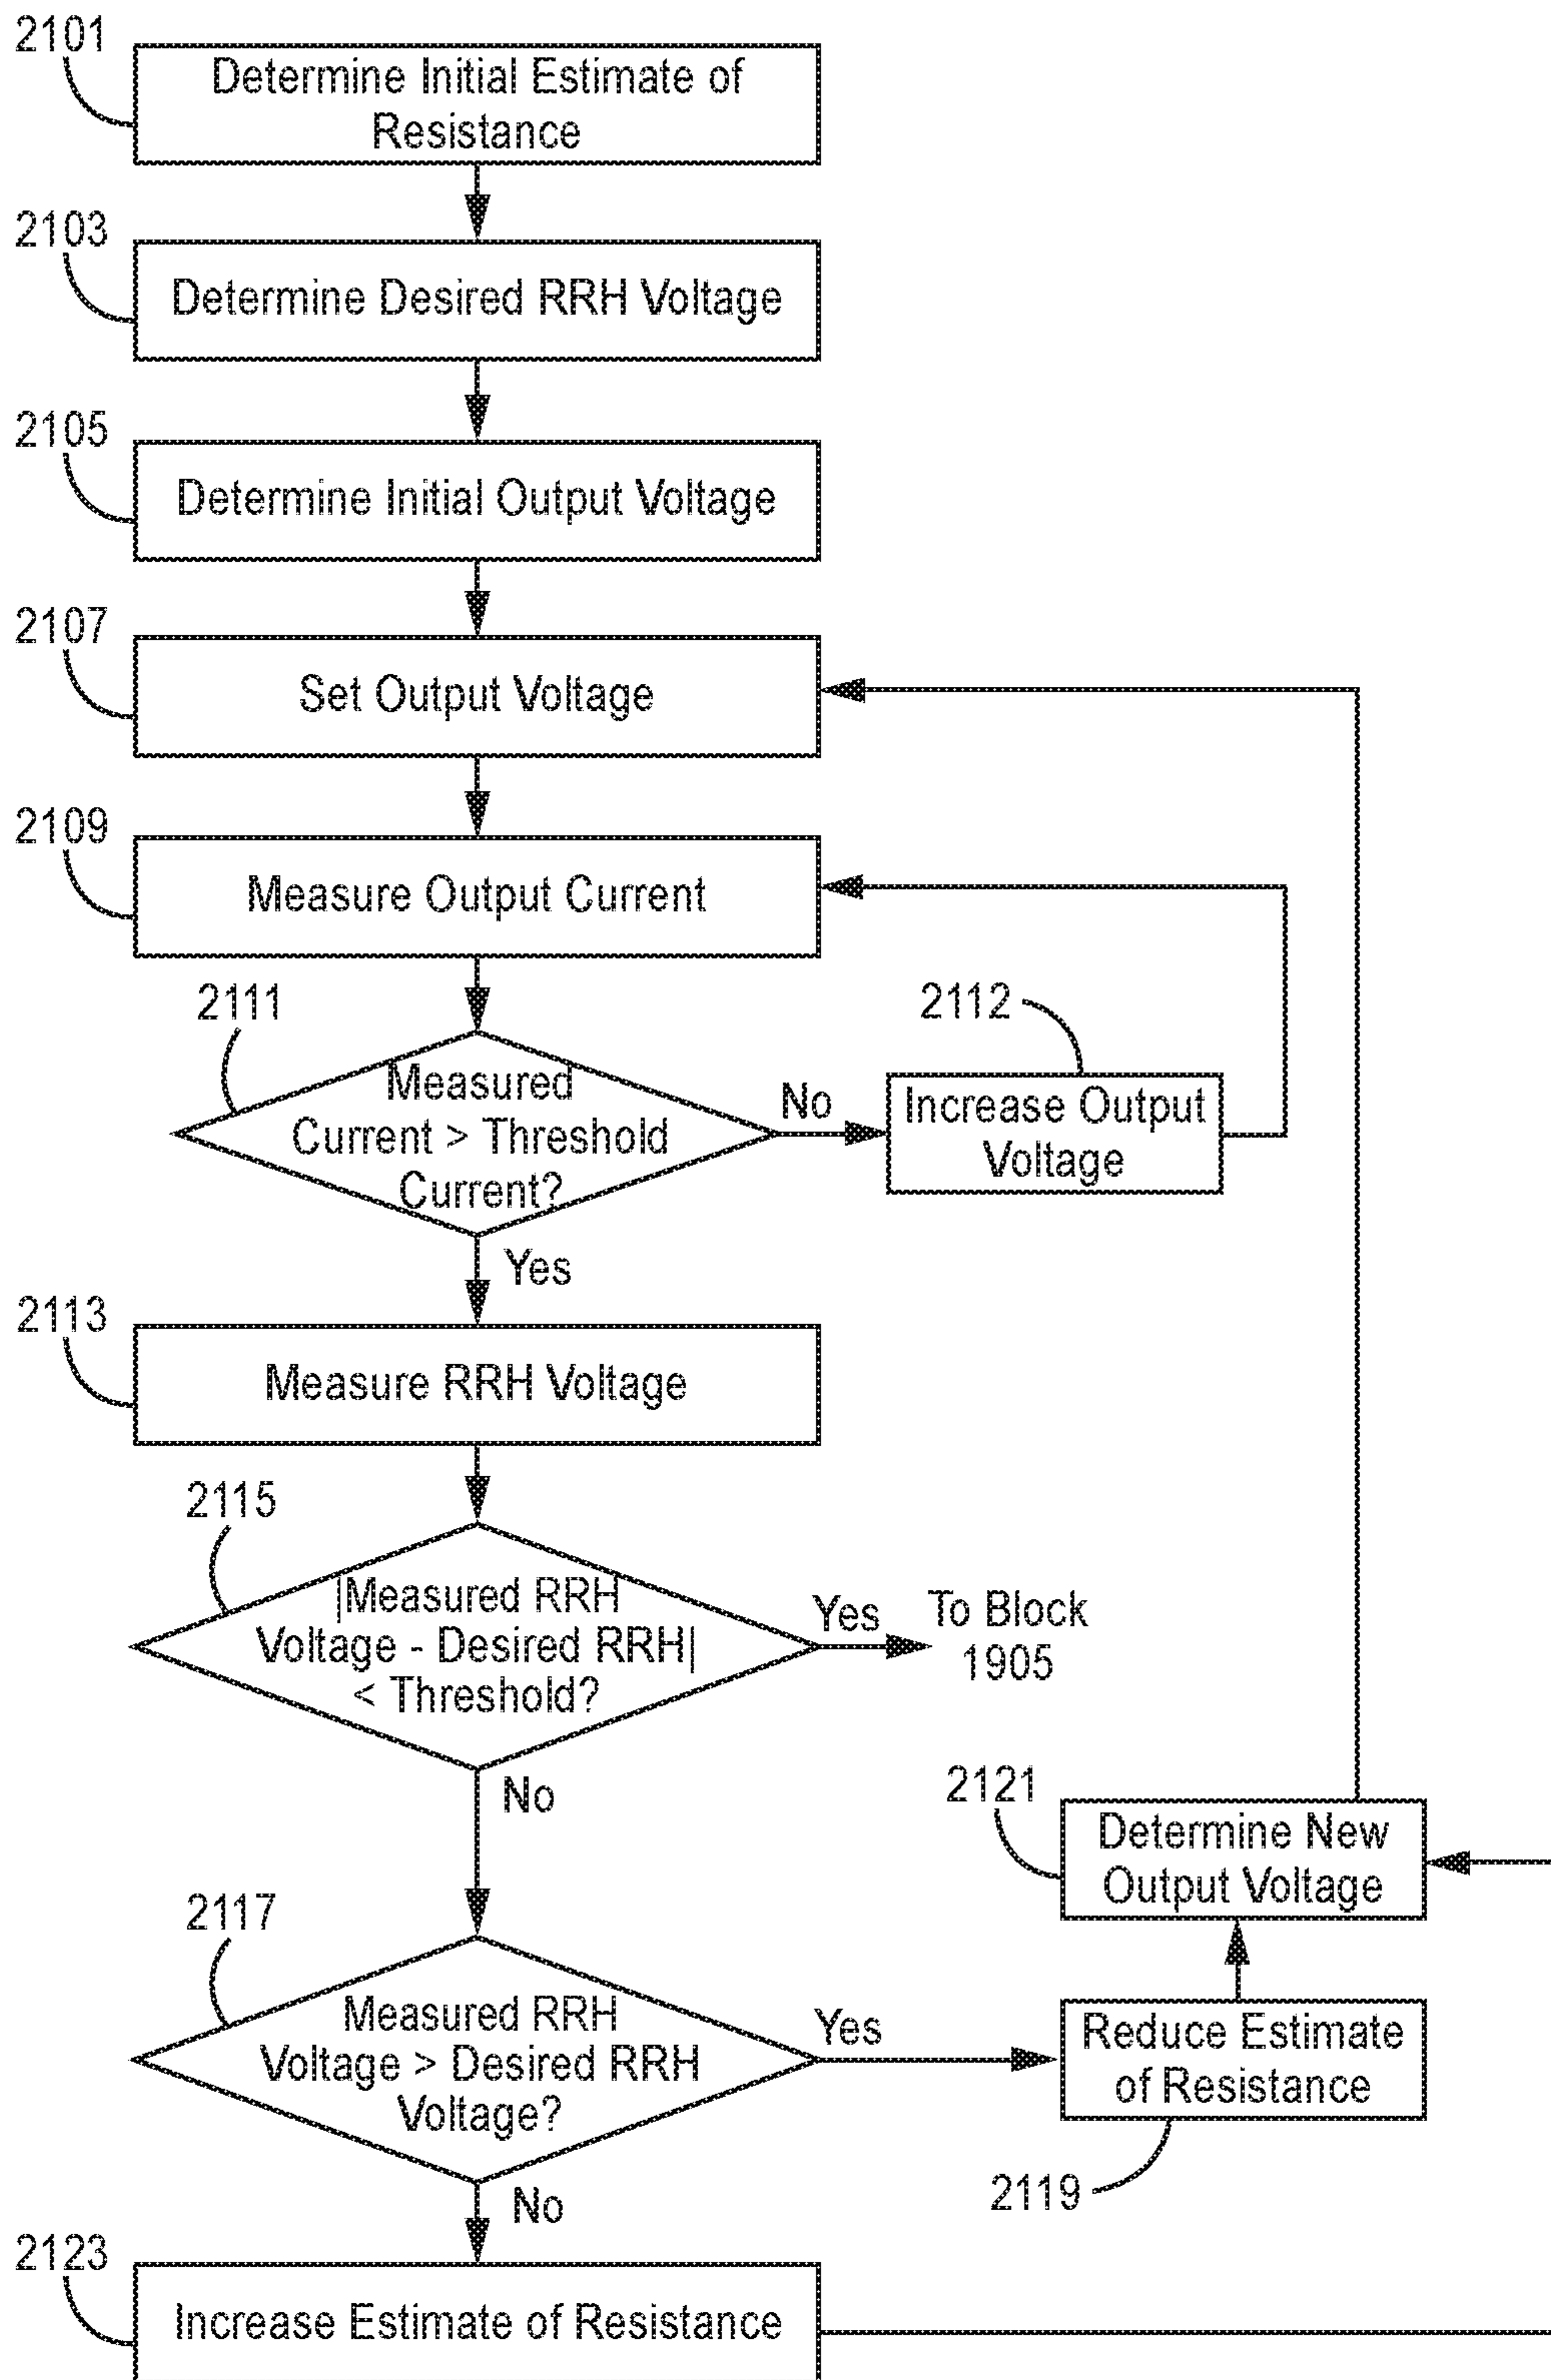 2101
Determine Initial Estimate of
Resistance
2103
Determine Desired RRH Voltage
2105
Determine Initial Output Voltage
2107
Set Output Voltage
2109
Measure Output Current
2111
Measured
Current > Threshold
Current?
No
2112
Increase Output
Voltage
Yes
2113
Measure RRH Voltage
2115
|Measured RRH
Voltage - Desired RRH|
< Threshold?
Yes
To Block
1905
No
2117
Measured RRH
Voltage > Desired RRH
Voltage?
Yes
2121
Determine New
Output Voltage
Reduce Estimate
of Resistance
2119
No
2123
Increase Estimate of Resistance